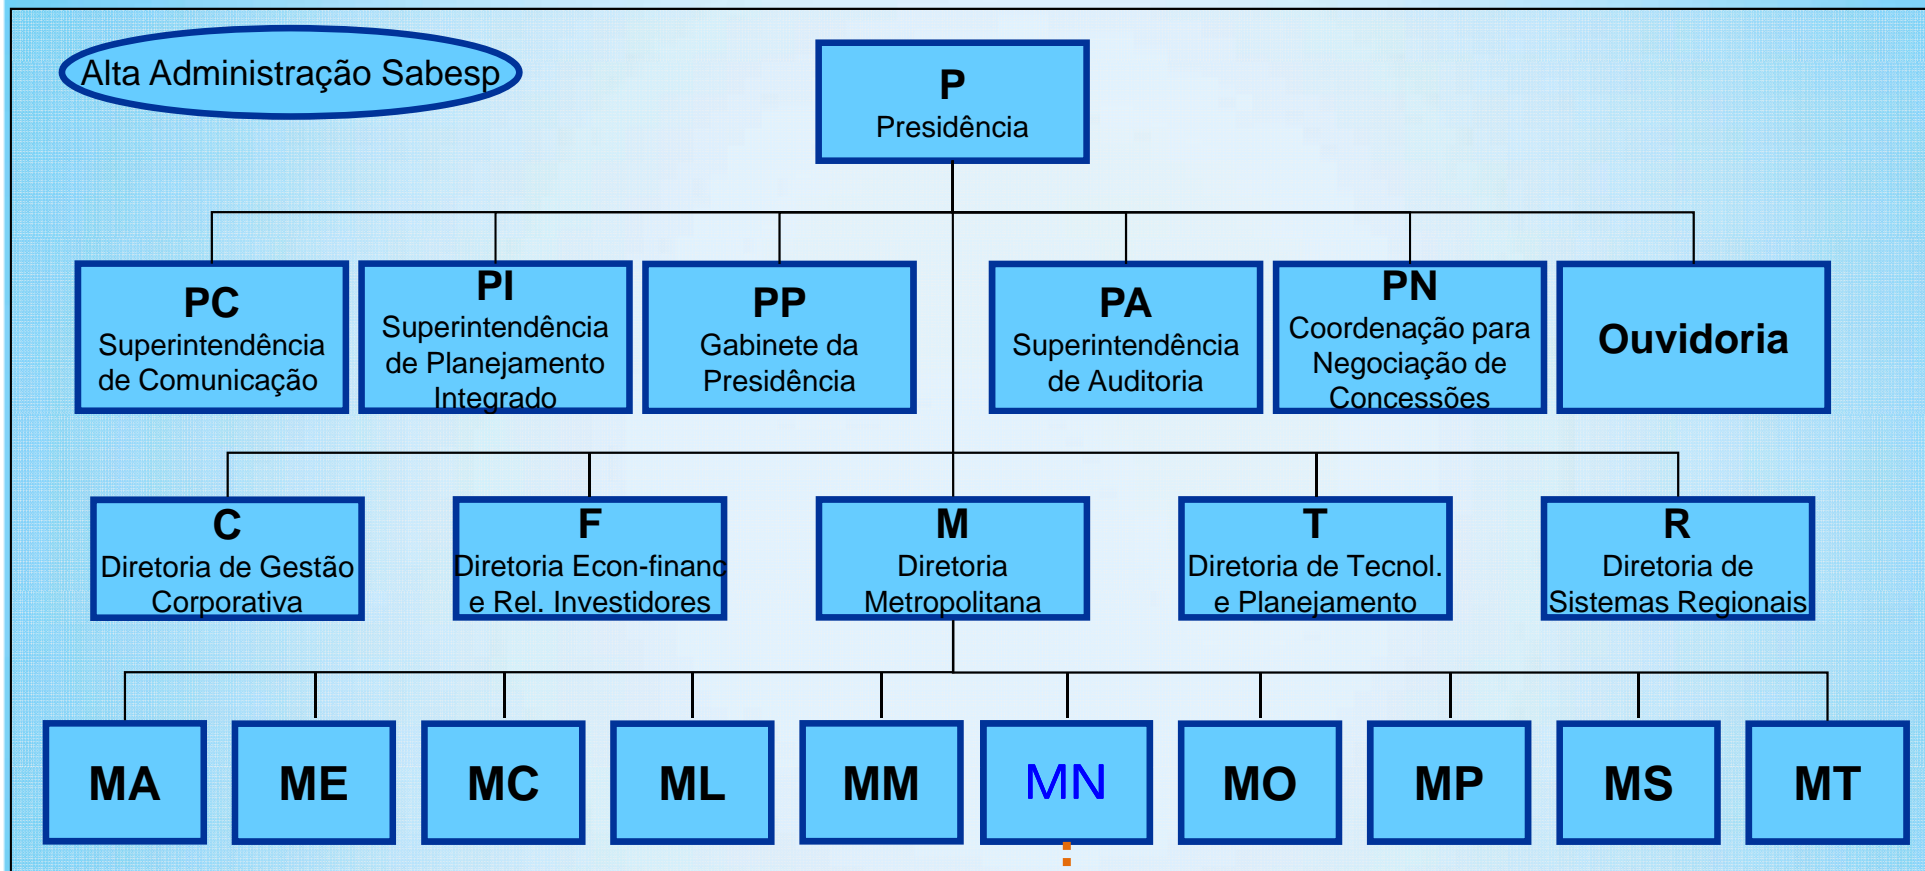 Alta Administração Sabesp
P
Presidência
PC
Superintendência
de Comunicação
PI
Superintendência
de Planejamento
Integrado
PP
Gabinete da
Presidência
PA
Superintendência
de Auditoria
PN
Coordenação para
Negociação de
Concessões
Ouvidoria
C
Diretoria de Gestão
Corporativa
F
Diretoria Econ-financ
e Rel. Investidores
M
Diretoria
Metropolitana
T
Diretoria de Tecnol.
e Planejamento
R
Diretoria de
Sistemas Regionais
MA
ME
MC
ML
MM
MN
MO
MP
MS
MT